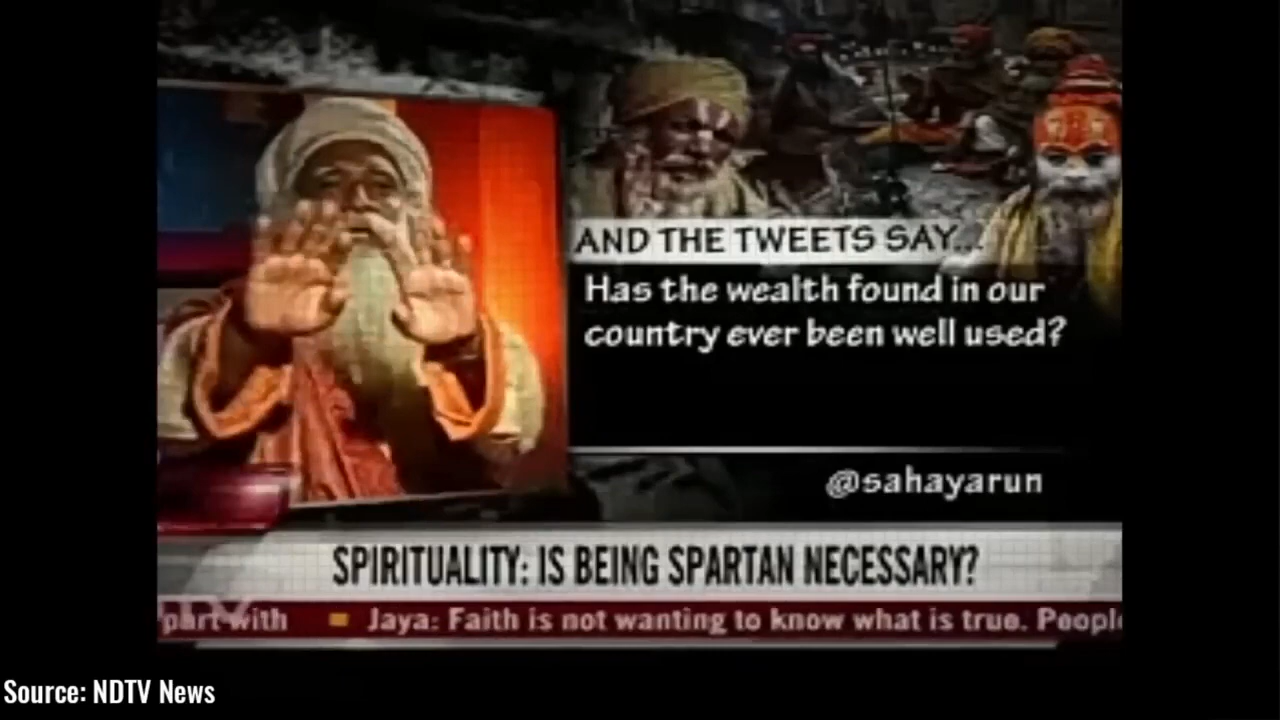 AND THE TWEETS SAY...
Has the wealth found in our
country ever been well used?
@sahayarun
SPIRITUALITY: IS BEING SPARTAN NECESSARY?
part with ▪ Jaya: Faith is not wanting to know what is true. Peopl
Source: NDTV News